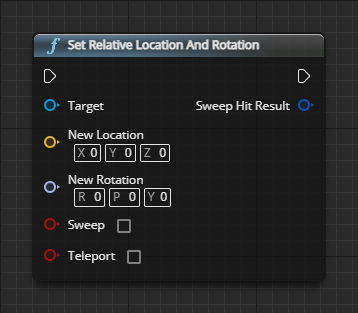 f Set Relative Location And Rotation
Target Sweep Hit Result
New Location
X 0 Y 0 Z 0
New Rotation
R 0 P 0 Y 0
Sweep
Teleport